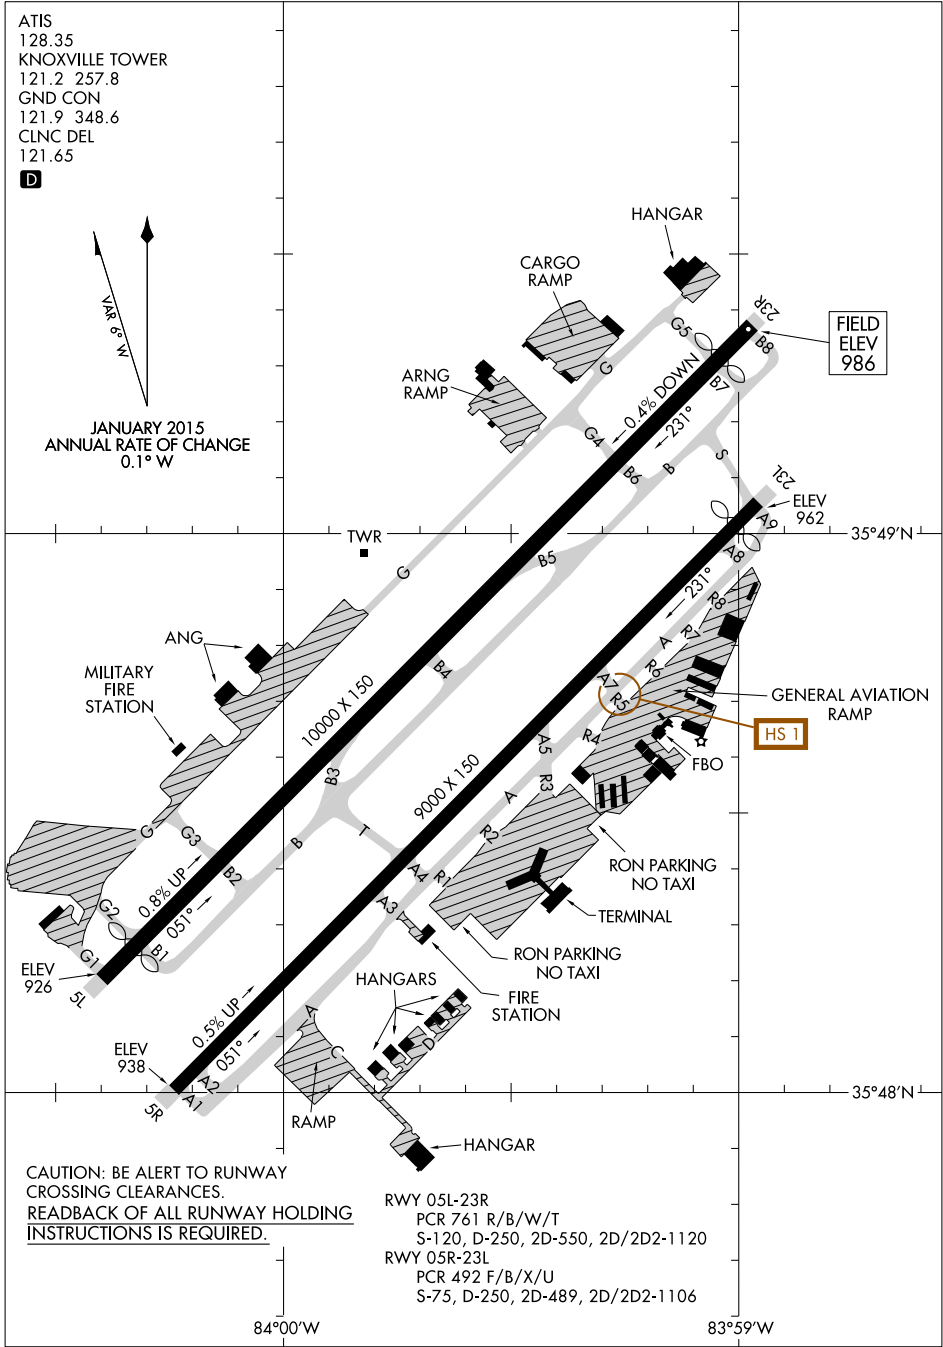 ATIS
128.35
KNOXVILLE TOWER
121.2 257.8
GND CON
121.9 348.6
CLNC DEL
121.65
D
VAR 6° W
JANUARY 2015
ANNUAL RATE OF CHANGE
0.1° W
HANGAR
CARGO
RAMP
ARNG
RAMP
23R
G5
B8
FIELD
ELEV
986
G
B7
0.4% DOWN
231°
G4
B6
B
S
23L
ELEV
962
A9
35°49'N
TWR
G
B5
A8
231°
R8
R7
A
R6
ANG
MILITARY
FIRE
STATION
B4
A7
R5
GENERAL AVIATION
RAMP
HS 1
10000 X 150
R4
A5
FBO
B3
R3
9000 X 150
A
R2
G
G3
B
T
RON PARKING
NO TAXI
A4
R1
B2
0.8% UP
051°
A3
G2
TERMINAL
B1
G1
RON PARKING
NO TAXI
ELEV
926
5L
HANGARS
FIRE
STATION
A
0.5% UP
051°
D
C
ELEV
938
A2
A1
5R
35°48'N
RAMP
HANGAR
CAUTION: BE ALERT TO RUNWAY
CROSSING CLEARANCES.
READBACK OF ALL RUNWAY HOLDING
INSTRUCTIONS IS REQUIRED.
RWY 05L-23R
PCR 761 R/B/W/T
S-120, D-250, 2D-550, 2D/2D2-1120
RWY 05R-23L
PCR 492 F/B/X/U
S-75, D-250, 2D-489, 2D/2D2-1106
84°00'W
83°59'W